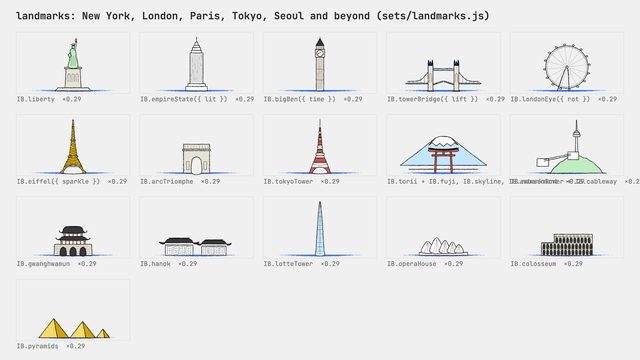 landmarks: New York, London, Paris, Tokyo, Seoul and beyond (sets/landmarks.js)
IB.liberty ×0.29
IB.empireState({ lit }) ×0.29
IB.bigBen({ time }) ×0.29
IB.towerBridge({ lift }) ×0.29
IB.londonEye({ rot }) ×0.29
IB.eiffel({ sparkle }) ×0.29
IB.arcTriomphe ×0.29
IB.tokyoTower ×0.29
IB.torii + IB.fuji, IB.skyline,
IB.cableway ×0.2
IB.gwanghwamun ×0.29
IB.hanok ×0.29
IB.lotteTower ×0.29
IB.operaHouse ×0.29
IB.colosseum ×0.29
IB.pyramids ×0.29